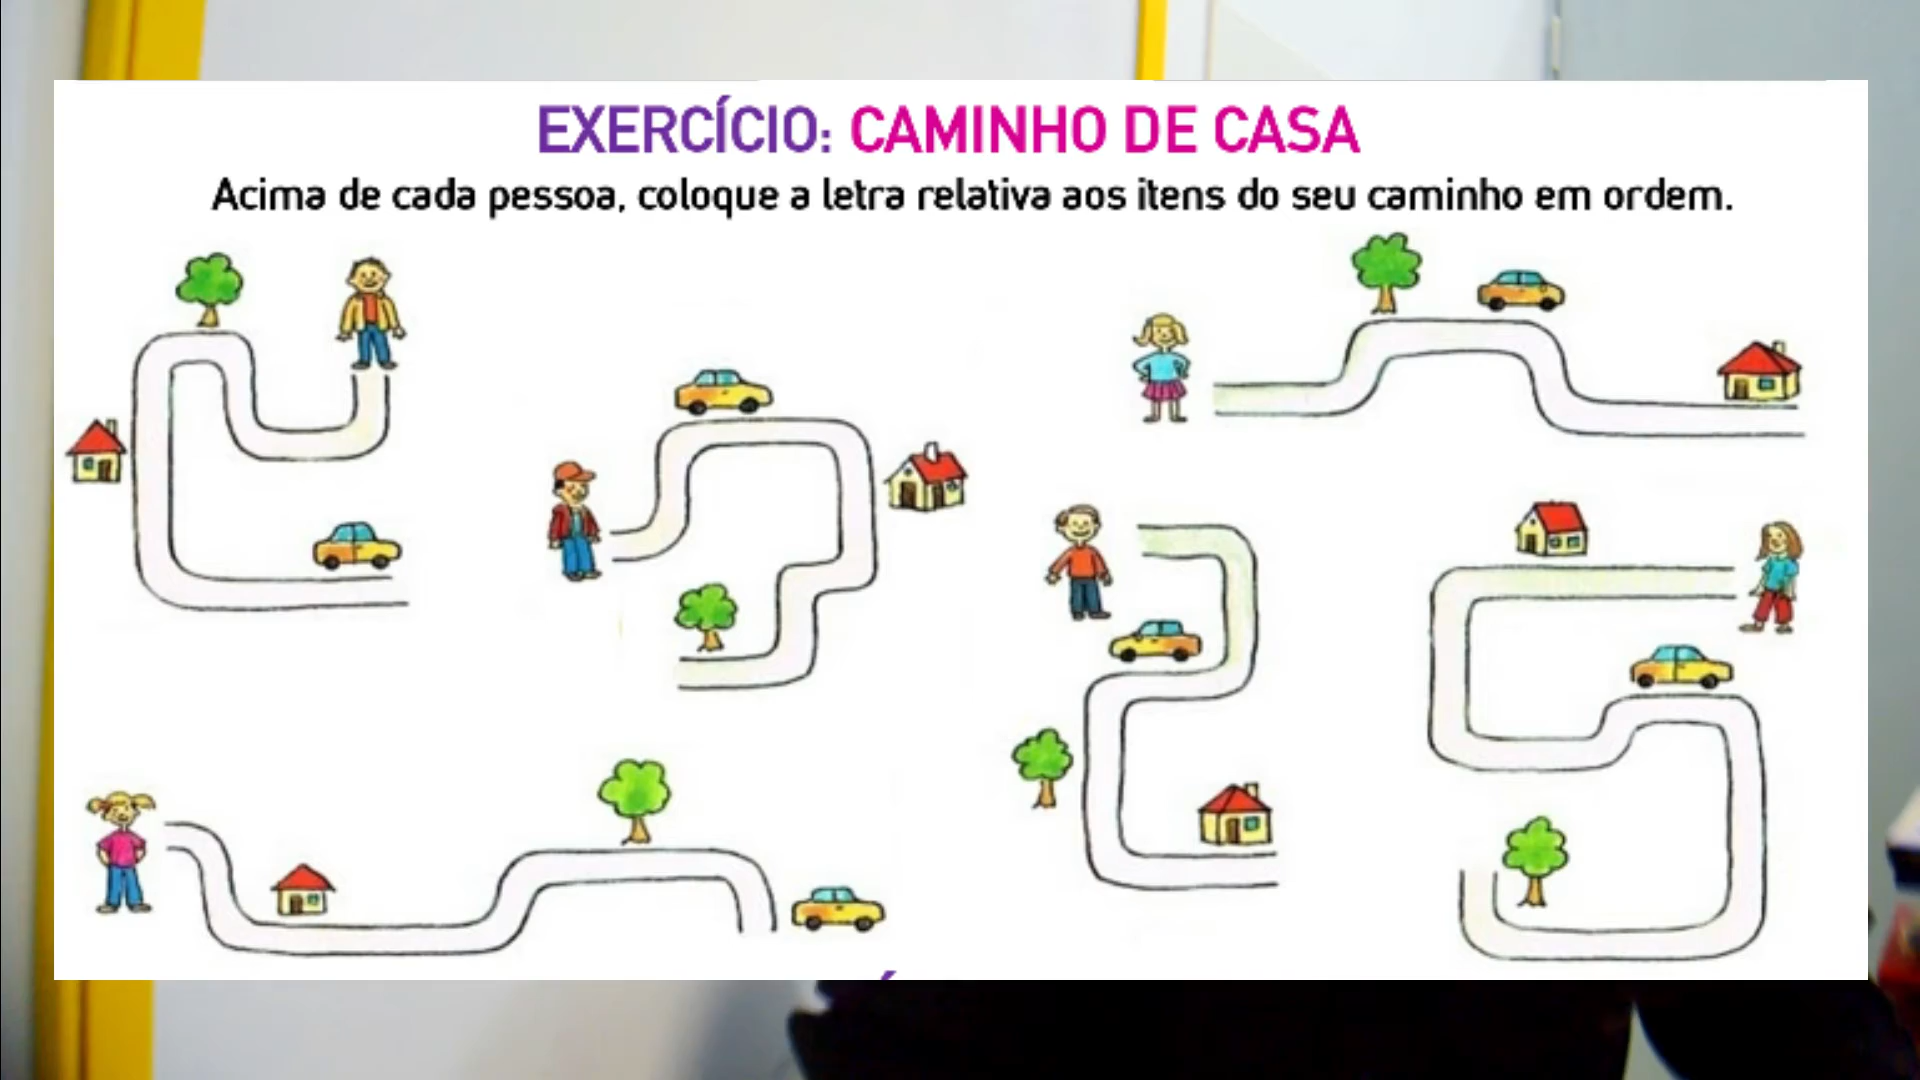 EXERCÍCIO: CAMINHO DE CASA
Acima de cada pessoa, coloque a letra relativa aos itens do seu caminho em ordem.